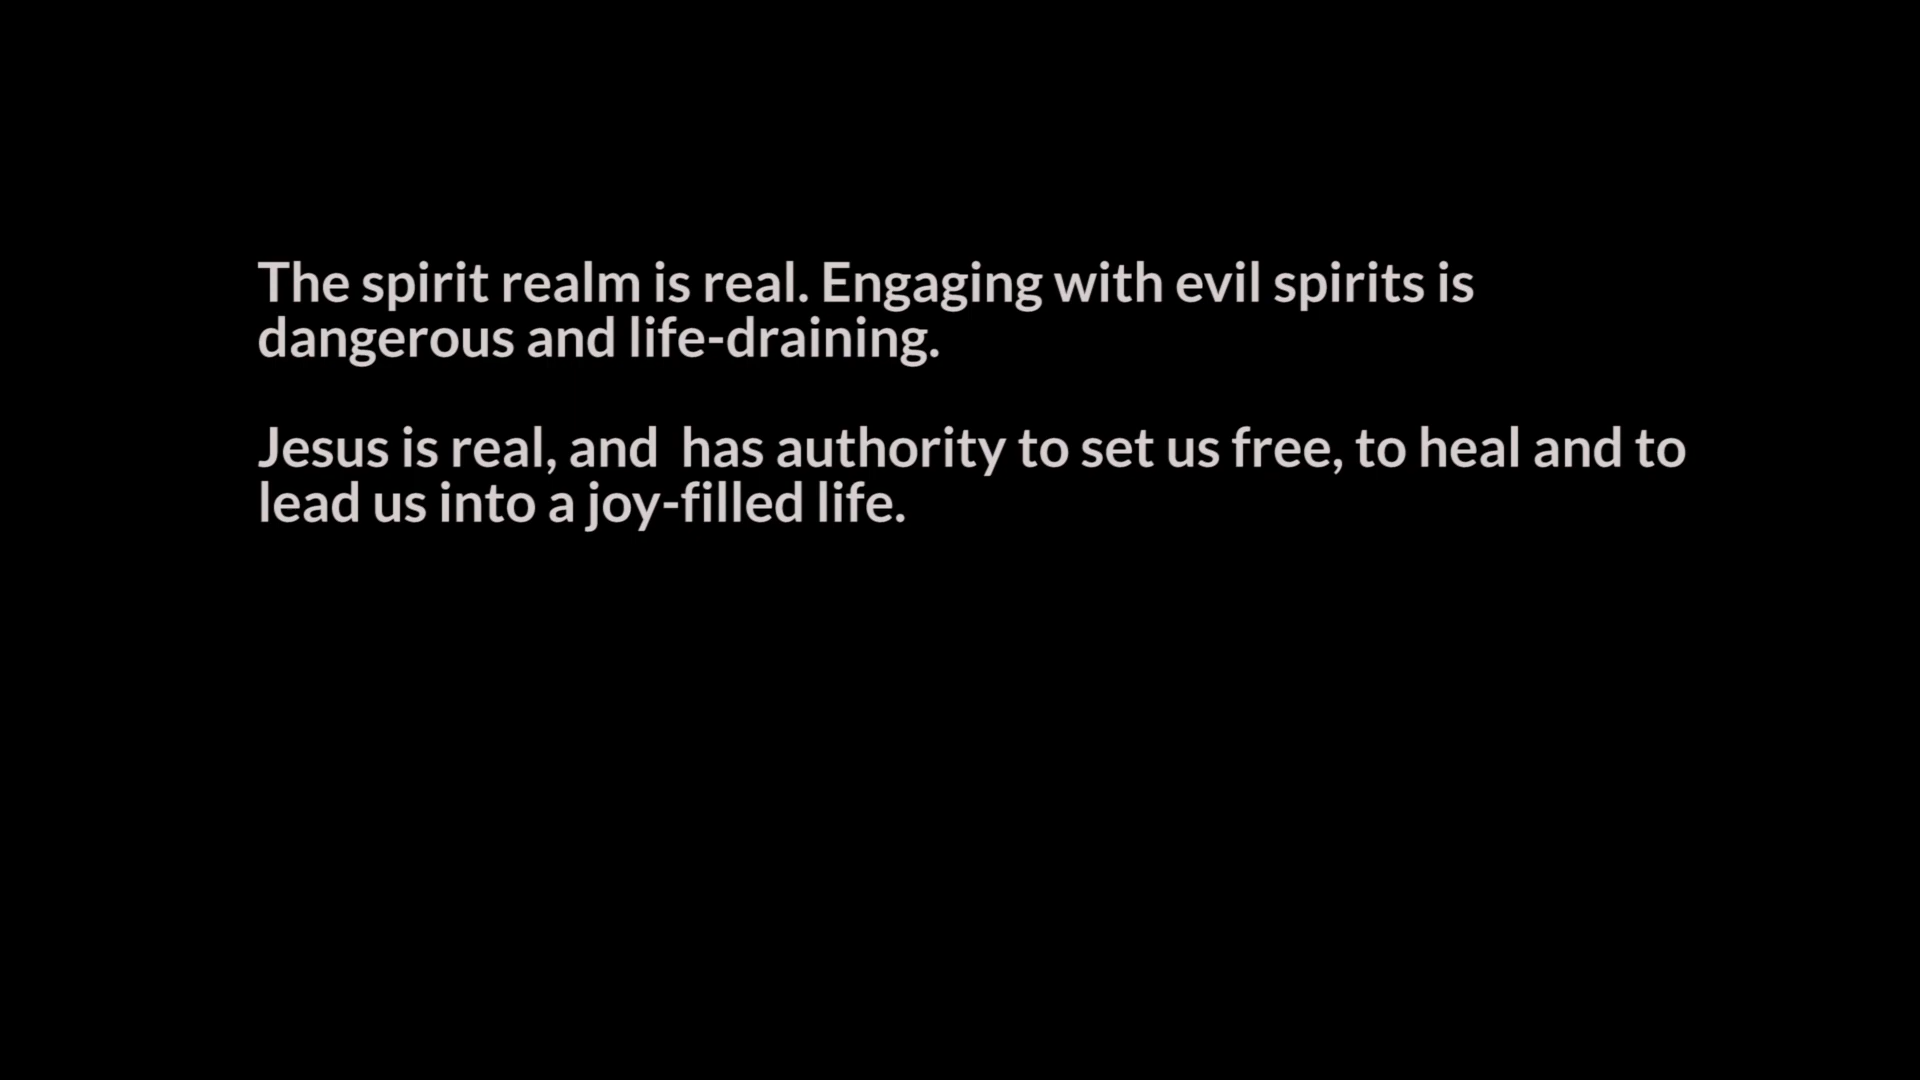 The spirit realm is real. Engaging with evil spirits is
dangerous and life-draining.
Jesus is real, and  has authority to set us free, to heal and to
lead us into a joy-filled life.